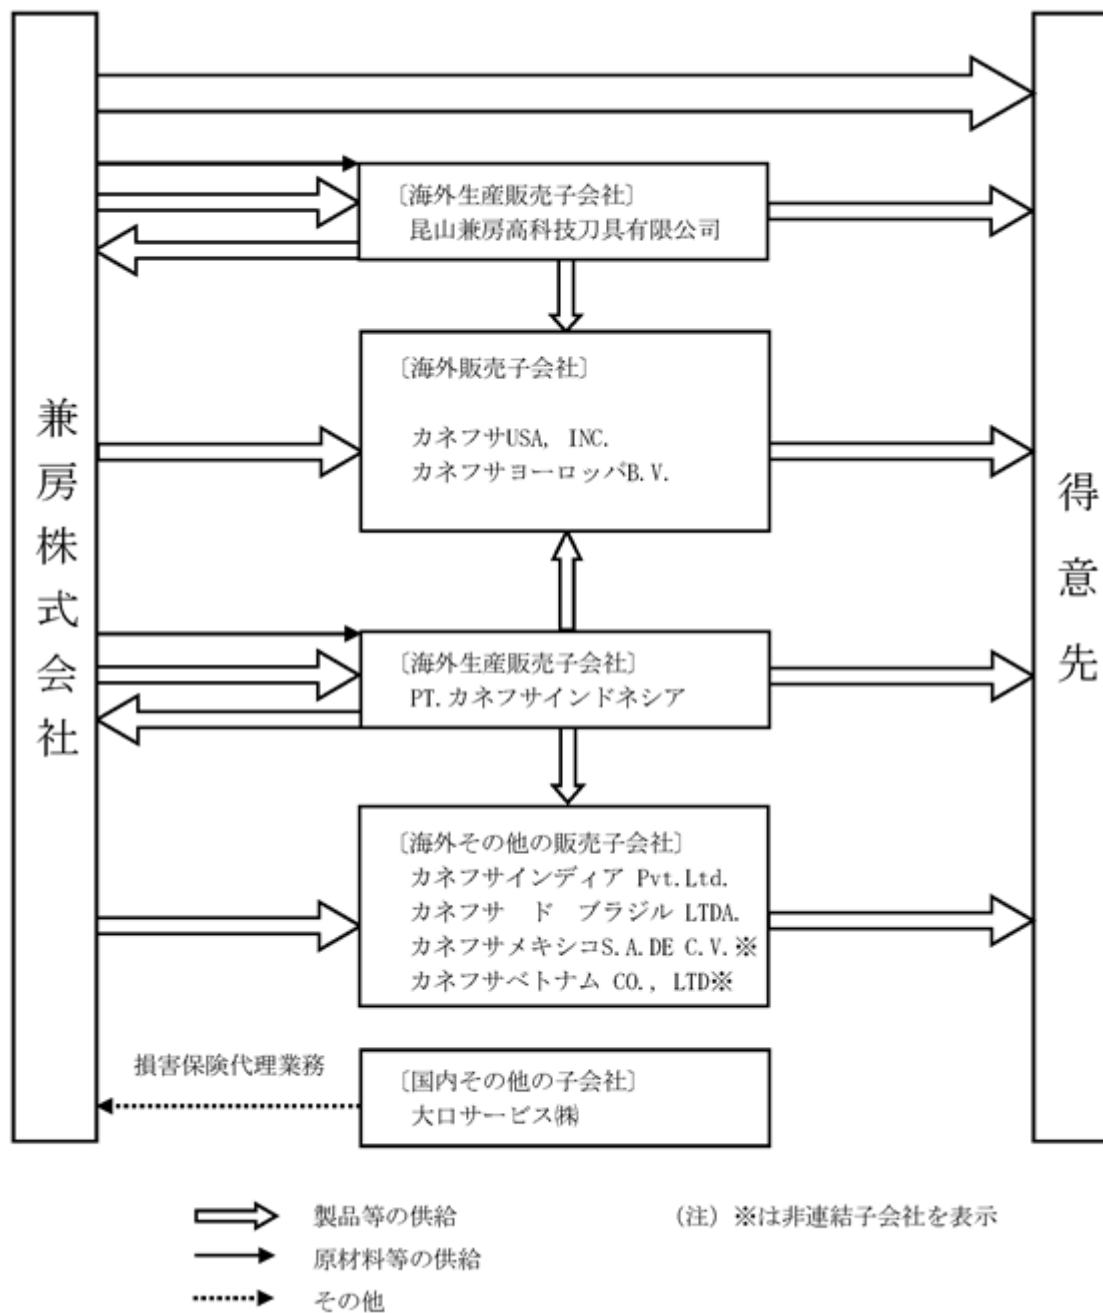 兼房株式会社
得意先
〔海外生産販売子会社〕
昆山兼房高科技刀具有限公司
〔海外販売子会社〕
カネフサUSA, INC.
カネフサヨーロッパB.V.
〔海外生産販売子会社〕
PT.カネフサインドネシア
〔海外その他の販売子会社〕
カネフサインディア Pvt.Ltd.
カネフサ　ド　ブラジル LTDA.
カネフサメキシコS.A.DE C.V.※
カネフサベトナム CO., LTD※
損害保険代理業務
〔国内その他の子会社〕
大口サービス㈱
製品等の供給
原材料等の供給
その他
(注) ※は非連結子会社を表示